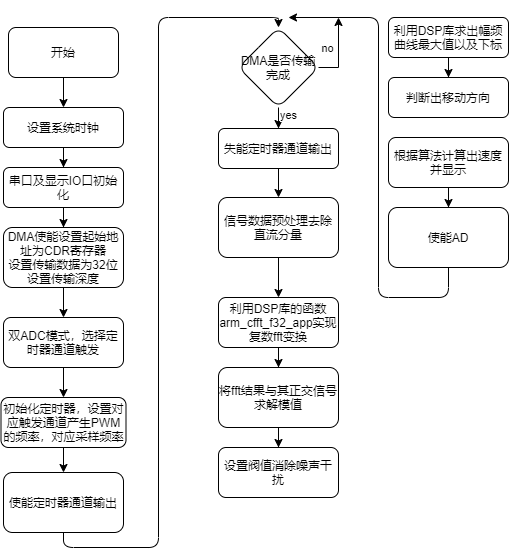 开始
设置系统时钟
串口及显示IO口初始
化
DMA使能设置起始地
址为CDR寄存器
设置传输数据为32位
设置传输深度
双ADC模式，选择定
时器通道触发
初始化定时器，设置对
应触发通道产生PWM
的频率，对应采样频率
使能定时器通道输出
DMA是否传输
完成
no
yes
失能定时器通道输出
信号数据预处理去除
直流分量
利用DSP库的函数
arm_cfft_f32_app实现
复数fft变换
将fft结果与其正交信号
求解模值
设置阀值消除噪声干
扰
利用DSP库求出幅频
曲线最大值以及下标
判断出移动方向
根据算法计算出速度
并显示
使能AD